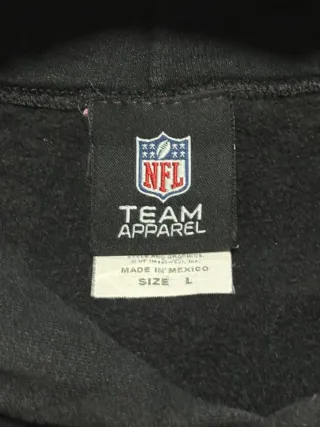 NFL
TEAM
APPAREL
MADE IN MEXICO
SIZE L